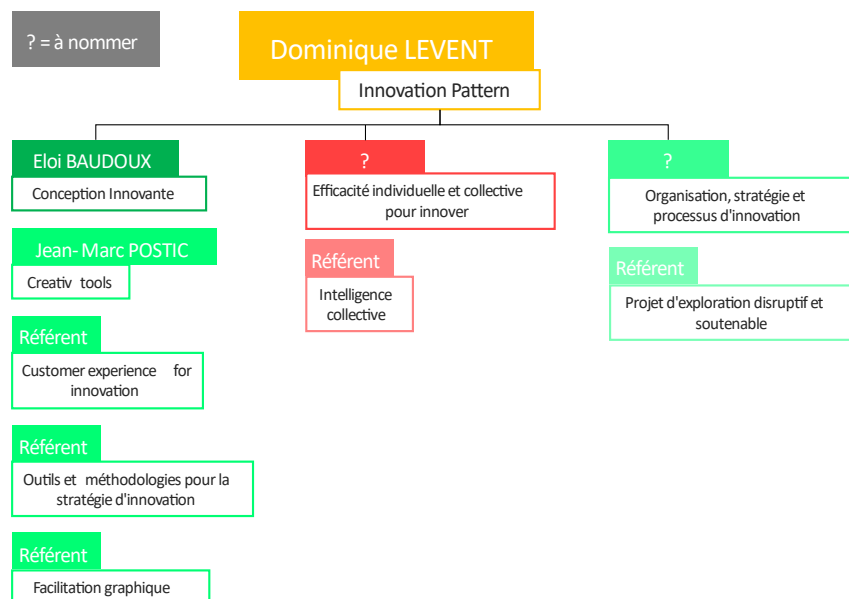 ? = à nommer
Dominique LEVENT
Innovation Pattern
Eloi BAUDOUX
Conception Innovante
?
Efficacité individuelle et collective
pour innover
?
Organisation, stratégie et
processus d'innovation
Jean- Marc POSTIC
Creativ tools
Référent
Intelligence
collective
Référent
Projet d'exploration disruptif et
soutenable
Référent
Customer experience for
innovation
Référent
Outils et méthodologies pour la
stratégie d'innovation
Référent
Facilitation graphique